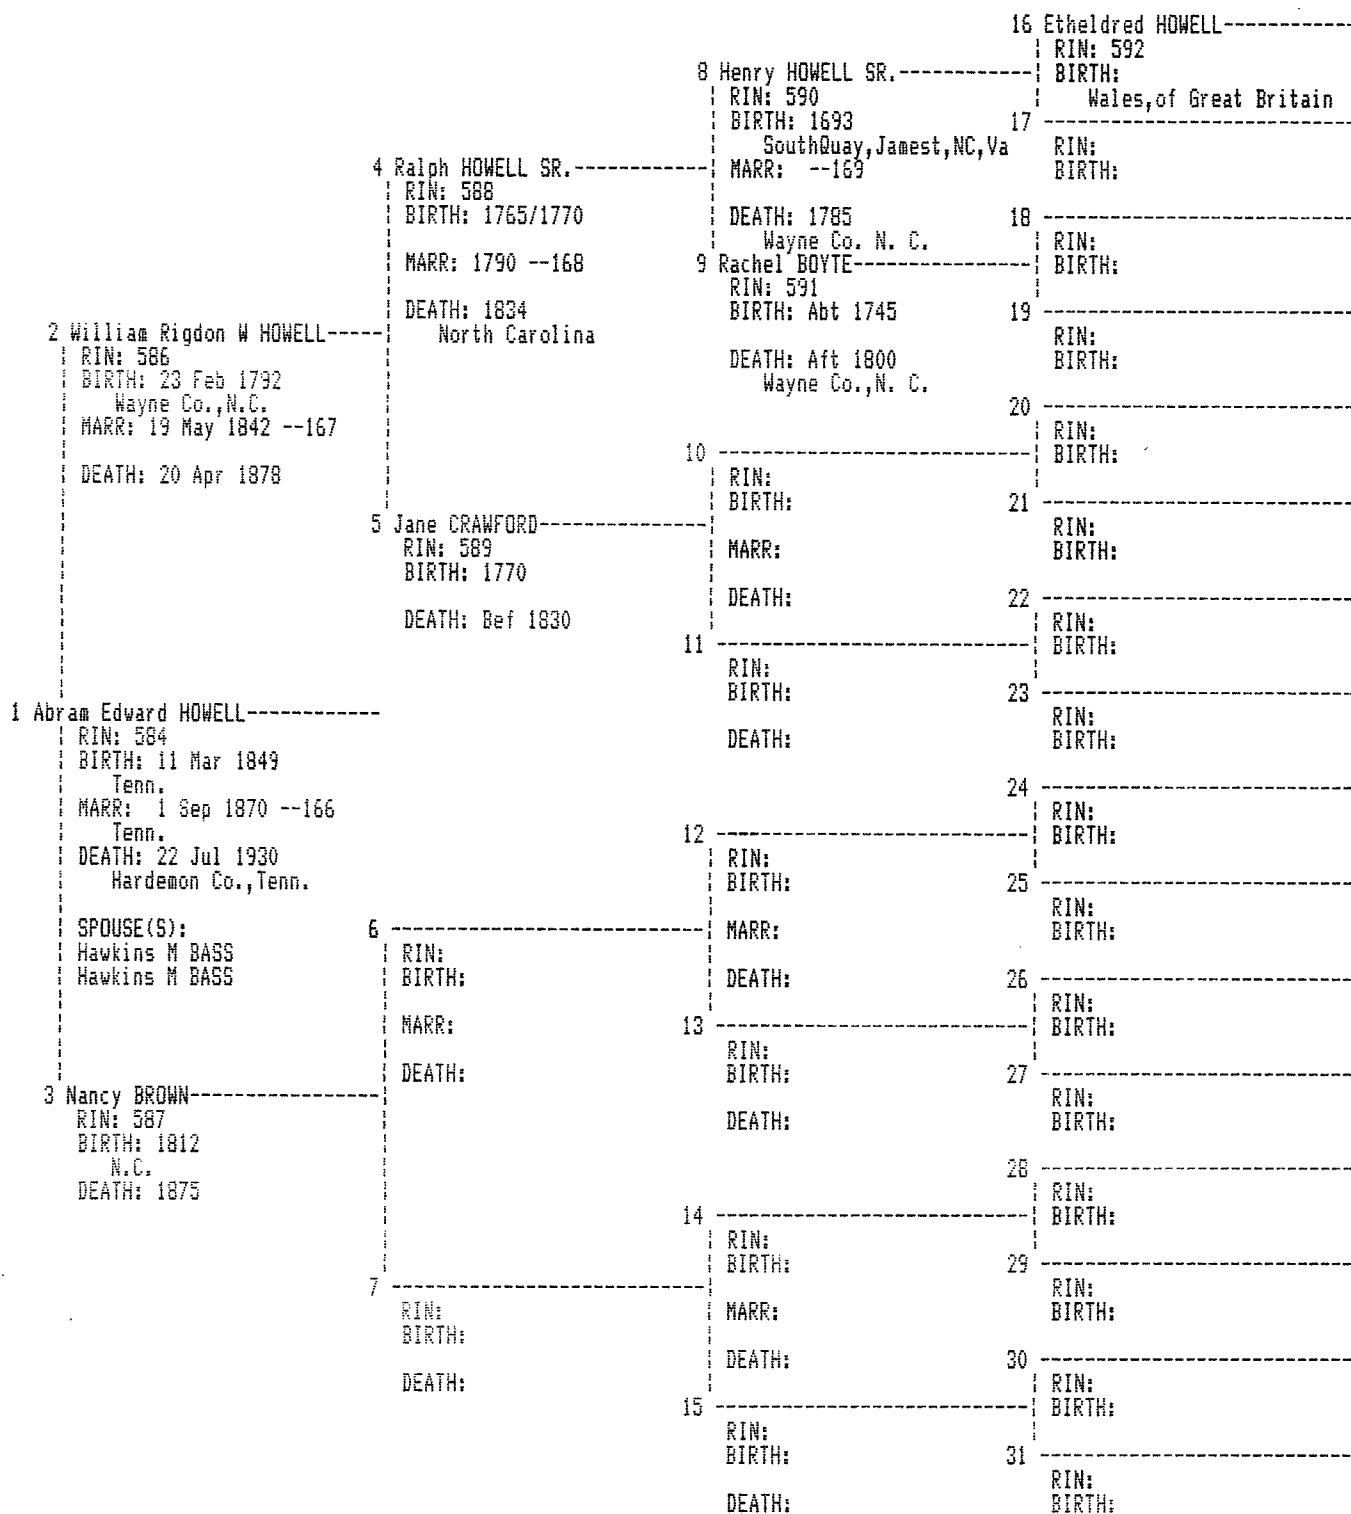 16 Etheldred HOWELL
RIN: 592
BIRTH:
Wales,of Great Britain
8 Henry HOWELL SR.
RIN: 590
BIRTH: 1693
SouthQuay,Jamest,NC,Va
MARR: --169
DEATH: 1785
Wayne Co. N. C.
17
RIN:
BIRTH:
4 Ralph HOWELL SR.
RIN: 588
BIRTH: 1765/1770
MARR: 1790 --168
DEATH: 1834
North Carolina
18
RIN:
BIRTH:
9 Rachel BOYTE
RIN: 591
BIRTH: Abt 1745
DEATH: Aft 1800
Wayne Co.,N. C.
19
RIN:
BIRTH:
2 William Rigdon W HOWELL
RIN: 586
BIRTH: 23 Feb 1792
Wayne Co.,N.C.
MARR: 19 May 1842 --167
DEATH: 20 Apr 1878
20
RIN:
BIRTH:
10
RIN:
BIRTH:
MARR:
DEATH:
21
RIN:
BIRTH:
5 Jane CRAWFORD
RIN: 589
BIRTH: 1770
DEATH: Bef 1830
22
RIN:
BIRTH:
11
RIN:
BIRTH:
DEATH:
23
RIN:
BIRTH:
1 Abram Edward HOWELL
RIN: 584
BIRTH: 11 Mar 1849
Tenn.
MARR: 1 Sep 1870 --166
Tenn.
DEATH: 22 Jul 1930
Hardemon Co.,Tenn.
SPOUSE(S):
Hawkins M BASS
Hawkins M BASS
24
RIN:
BIRTH:
12
RIN:
BIRTH:
MARR:
DEATH:
25
RIN:
BIRTH:
6
RIN:
BIRTH:
MARR:
DEATH:
26
RIN:
BIRTH:
13
RIN:
BIRTH:
DEATH:
27
RIN:
BIRTH:
3 Nancy BROWN
RIN: 587
BIRTH: 1812
N.C.
DEATH: 1875
28
RIN:
BIRTH:
14
RIN:
BIRTH:
MARR:
DEATH:
29
RIN:
BIRTH:
7
RIN:
BIRTH:
DEATH:
30
RIN:
BIRTH:
15
RIN:
BIRTH:
DEATH:
31
RIN:
BIRTH: